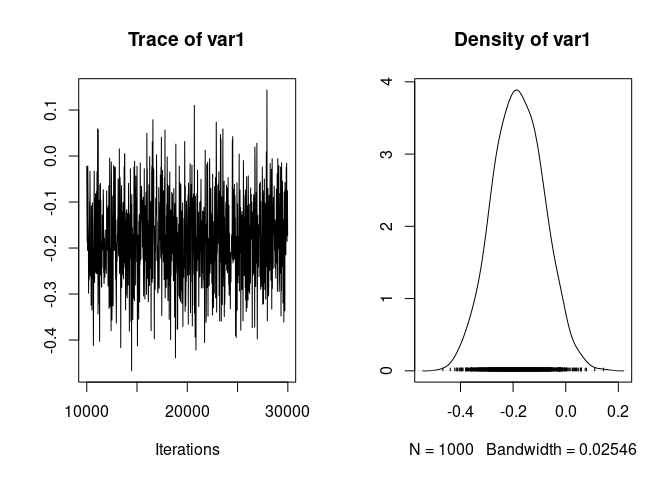 Trace of var1
0.1
0.0
-0.1
-0.2
-0.3
-0.4
10000 20000 30000
Iterations
Density of var1
4
3
2
1
0
-0.4 -0.2 0.0 0.2
N = 1000 Bandwidth = 0.02546